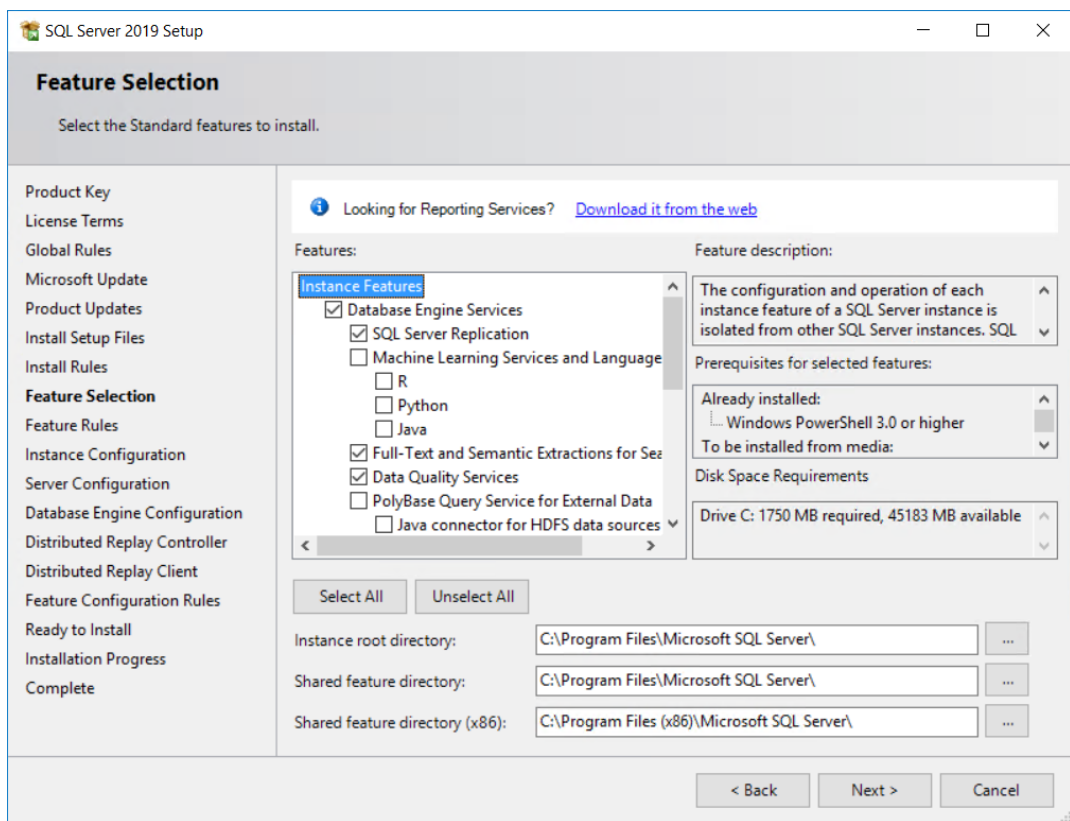 SQL Server 2019 Setup
Feature Selection
Select the Standard features to install.
Product Key
License Terms
Global Rules
Microsoft Update
Product Updates
Install Setup Files
Install Rules
Feature Selection
Feature Rules
Instance Configuration
Server Configuration
Database Engine Configuration
Distributed Replay Controller
Distributed Replay Client
Feature Configuration Rules
Ready to Install
Installation Progress
Complete
Looking for Reporting Services? Download it from the web
Features:
Instance Features
Database Engine Services
SQL Server Replication
Machine Learning Services and Language
R
Python
Java
Full-Text and Semantic Extractions for Sea
Data Quality Services
PolyBase Query Service for External Data
Java connector for HDFS data sources
Feature description:
The configuration and operation of each
instance feature of a SQL Server instance is
isolated from other SQL Server instances. SQL
Prerequisites for selected features:
Already installed:
Windows PowerShell 3.0 or higher
To be installed from media:
Disk Space Requirements
Drive C: 1750 MB required, 45183 MB available
Select All
Unselect All
Instance root directory: C:\Program Files\Microsoft SQL Server\ ...
Shared feature directory: C:\Program Files\Microsoft SQL Server\ ...
Shared feature directory (x86): C:\Program Files (x86)\Microsoft SQL Server\ ...
< Back
Next >
Cancel